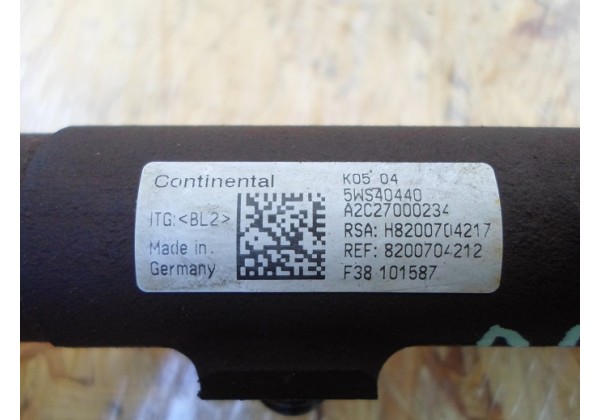 Continental
ITG:<BL2>
Made in
Germany
K05 04
5WS40440
A2C27000234
RSA: H8200704217
REF: 8200704212
F38 101587